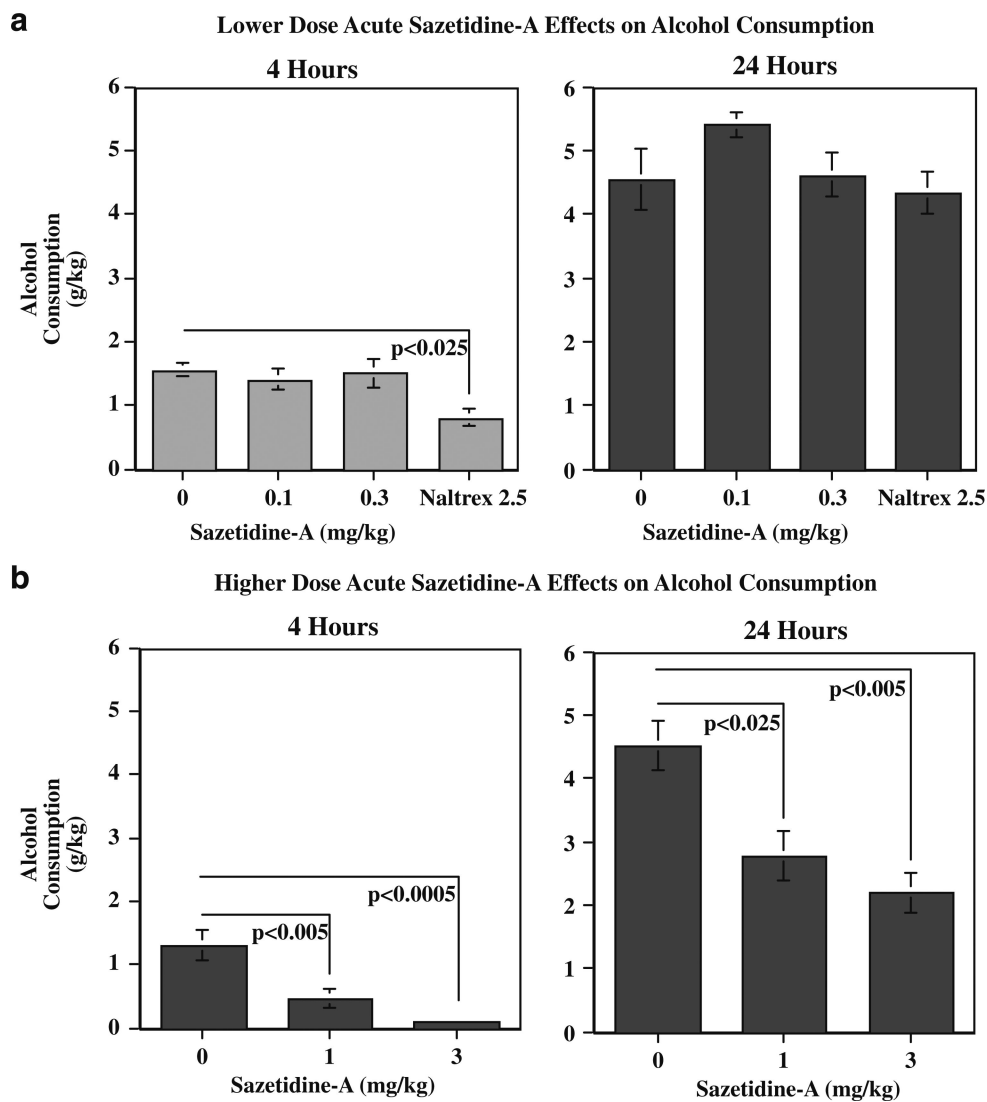 a
Lower Dose Acute Sazetidine-A Effects on Alcohol Consumption
4 Hours
6
5
4
3
2
1
0
Alcohol
Consumption
(g/kg)
p<0.025
0 0.1 0.3 Naltrex 2.5
Sazetidine-A (mg/kg)
24 Hours
6
5
4
3
2
1
0
0 0.1 0.3 Naltrex 2.5
Sazetidine-A (mg/kg)
b
Higher Dose Acute Sazetidine-A Effects on Alcohol Consumption
4 Hours
6
5
4
3
2
1
0
Alcohol
Consumption
(g/kg)
p<0.0005
p<0.005
0 1 3
Sazetidine-A (mg/kg)
24 Hours
6
5
4
3
2
1
0
p<0.005
p<0.025
0 1 3
Sazetidine-A (mg/kg)